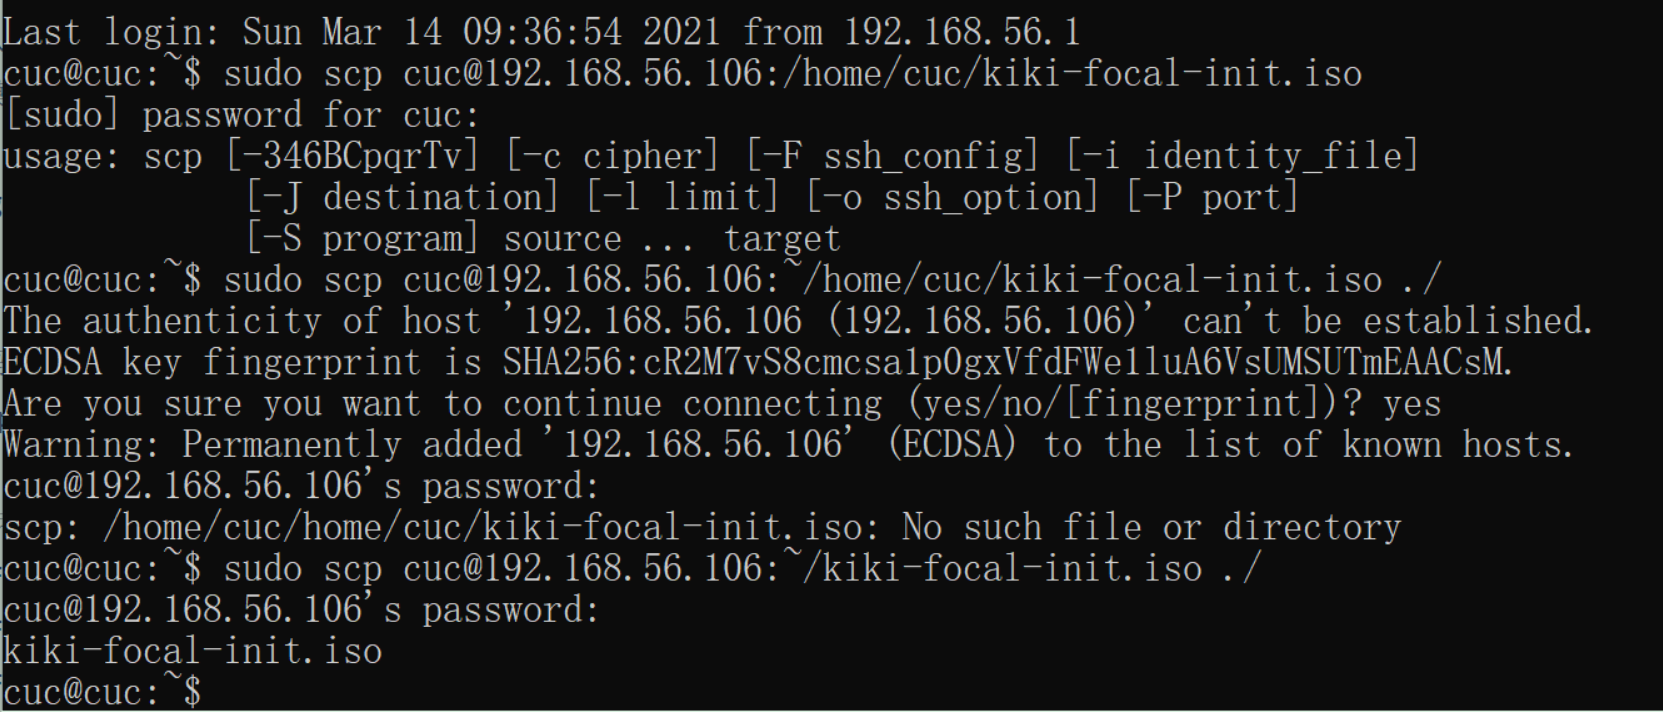 Last login: Sun Mar 14 09:36:54 2021 from 192.168.56.1
cuc@cuc:~$ sudo scp cuc@192.168.56.106:/home/cuc/kiki-focal-init.iso
[sudo] password for cuc:
usage: scp [-346BCpqrTv] [-c cipher] [-F ssh_config] [-i identity_file]
            [-J destination] [-l limit] [-o ssh_option] [-P port]
            [-S program] source ... target
cuc@cuc:~$ sudo scp cuc@192.168.56.106:~/home/cuc/kiki-focal-init.iso ./
The authenticity of host '192.168.56.106 (192.168.56.106)' can't be established.
ECDSA key fingerprint is SHA256:cR2M7vS8cmcsa1p0gxVfdFWe1luA6VsUMSUTmEAACsM.
Are you sure you want to continue connecting (yes/no/[fingerprint])? yes
Warning: Permanently added '192.168.56.106' (ECDSA) to the list of known hosts.
cuc@192.168.56.106's password:
scp: /home/cuc/home/cuc/kiki-focal-init.iso: No such file or directory
cuc@cuc:~$ sudo scp cuc@192.168.56.106:~/kiki-focal-init.iso ./
cuc@192.168.56.106's password:
kiki-focal-init.iso
cuc@cuc:~$